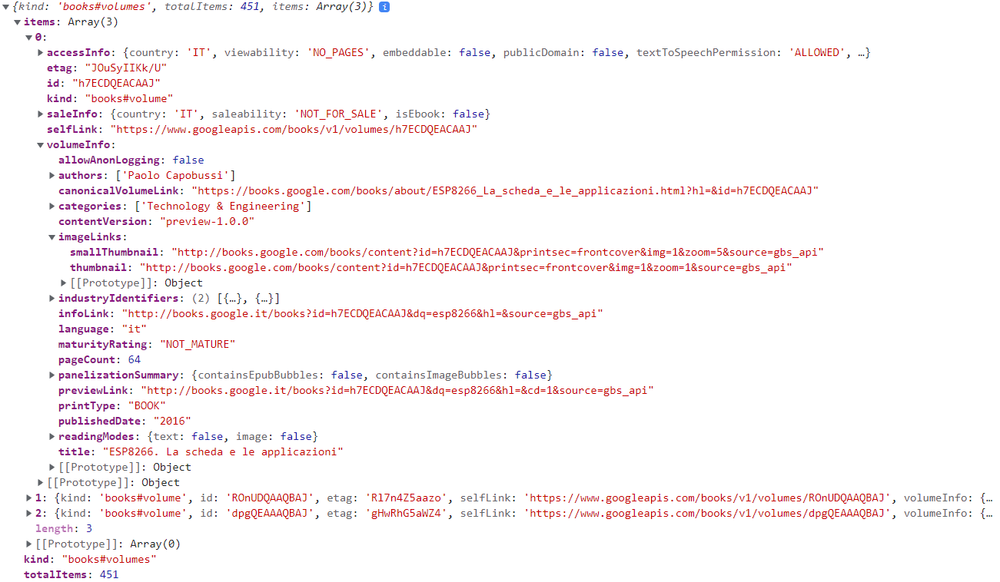 {kind: 'books#volumes', totalItems: 451, items: Array(3)} i
items: Array(3)
0:
accessInfo: {country: 'IT', viewability: 'NO_PAGES', embeddable: false, publicDomain: false, textToSpeechPermission: 'ALLOWED', …}
etag: "JOuSyIIKk/U"
id: "h7ECDQEACAAJ"
kind: "books#volume"
saleInfo: {country: 'IT', saleability: 'NOT_FOR_SALE', isEbook: false}
selfLink: "https://www.googleapis.com/books/v1/volumes/h7ECDQEACAAJ"
volumeInfo:
allowAnonLogging: false
authors: ['Paolo Capobussi']
canonicalVolumeLink: "https://books.google.com/books/about/ESP8266_La_scheda_e_le_applicazioni.html?hl=&id=h7ECDQEACAAJ"
categories: ['Technology & Engineering']
contentVersion: "preview-1.0.0"
imageLinks:
smallThumbnail: "http://books.google.com/books/content?id=h7ECDQEACAAJ&printsec=frontcover&img=1&zoom=5&source=gbs_api"
thumbnail: "http://books.google.com/books/content?id=h7ECDQEACAAJ&printsec=frontcover&img=1&zoom=1&source=gbs_api"
[[Prototype]]: Object
industryIdentifiers: (2) [{…}, {…}]
infoLink: "http://books.google.it/books?id=h7ECDQEACAAJ&dq=esp8266&hl=&source=gbs_api"
language: "it"
maturityRating: "NOT_MATURE"
pageCount: 64
panelizationSummary: {containsEpubBubbles: false, containsImageBubbles: false}
previewLink: "http://books.google.it/books?id=h7ECDQEACAAJ&dq=esp8266&hl=&cd=1&source=gbs_api"
printType: "BOOK"
publishedDate: "2016"
readingModes: {text: false, image: false}
title: "ESP8266. La scheda e le applicazioni"
[[Prototype]]: Object
[[Prototype]]: Object
1: {kind: 'books#volume', id: 'ROnUDQAAQBAJ', etag: 'Rl7n4Z5aazo', selfLink: 'https://www.googleapis.com/books/v1/volumes/ROnUDQAAQBAJ', volumeInfo: {…
2: {kind: 'books#volume', id: 'dpgQEAAAQBAJ', etag: 'gHwRhG5aWZ4', selfLink: 'https://www.googleapis.com/books/v1/volumes/dpgQEAAAQBAJ', volumeInfo: {…
length: 3
[[Prototype]]: Array(0)
kind: "books#volumes"
totalItems: 451